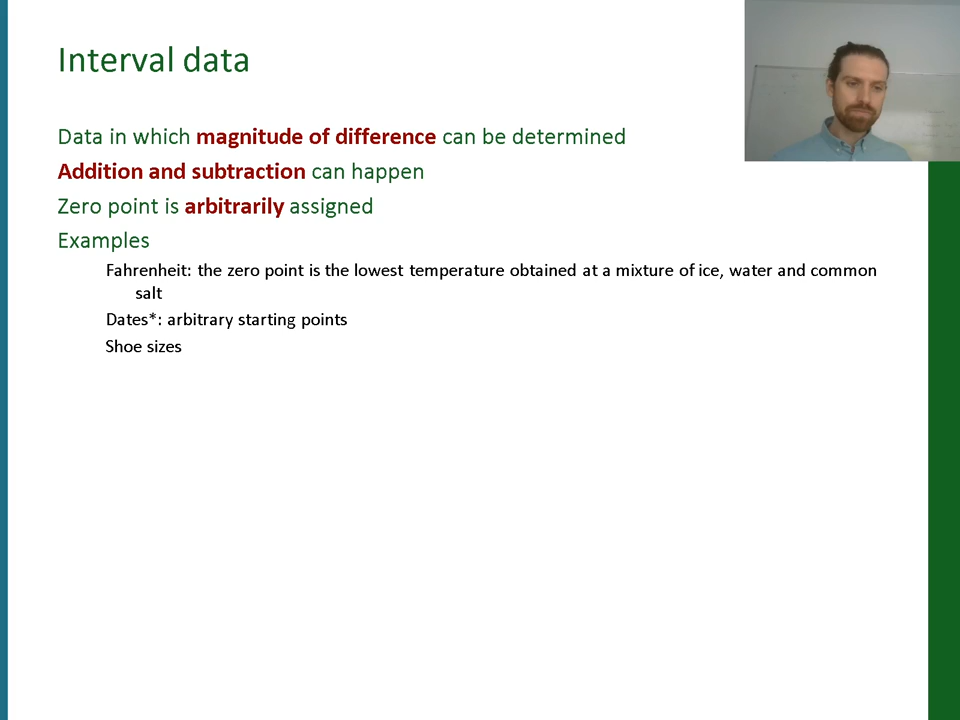 Interval data
Data in which magnitude of difference can be determined
Addition and subtraction can happen
Zero point is arbitrarily assigned
Examples
Fahrenheit: the zero point is the lowest temperature obtained at a mixture of ice, water and common
salt
Dates*: arbitrary starting points
Shoe sizes